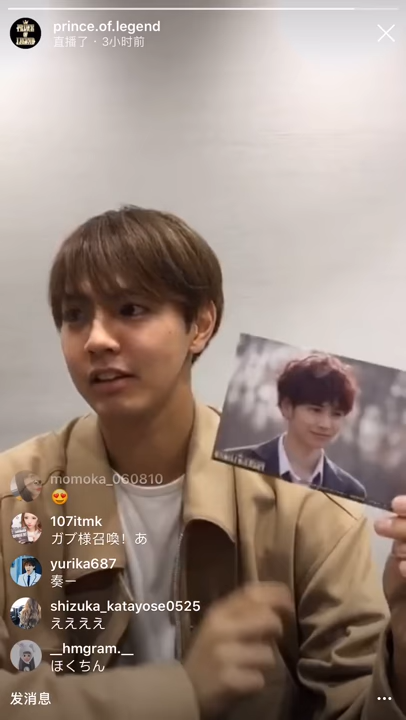 prince.of.legend
直播了・3小时前
momoka_060810
😍
107itmk
ガブ様召喚! あ
yurika687
奏ー
shizuka_katayose0525
ええええ
__hmgram.__
ほくちん
发消息